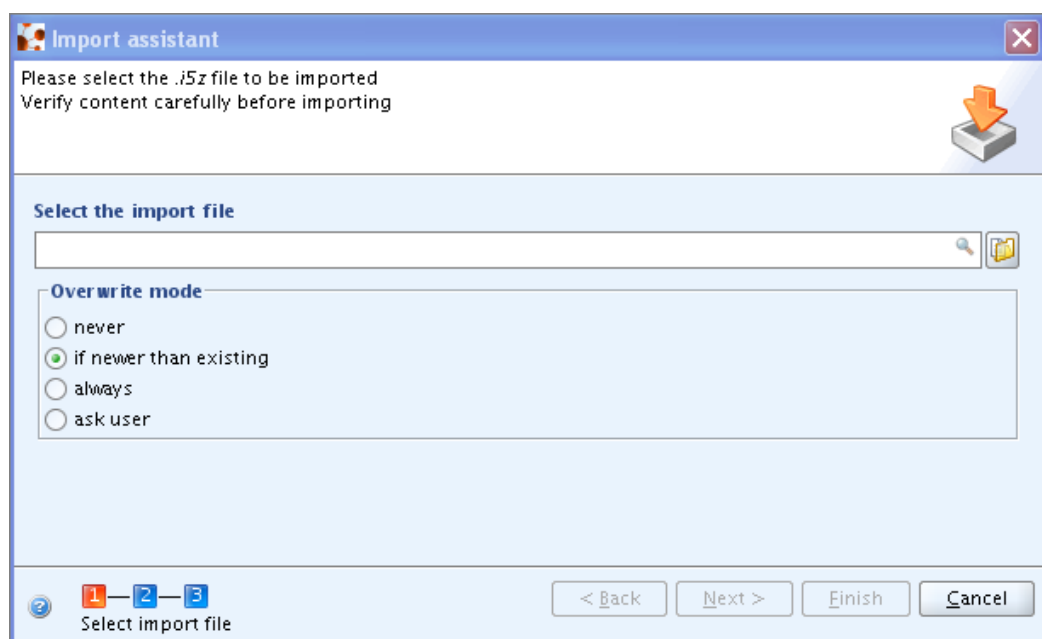 Import assistant
Please select the .i5z file to be imported
Verify content carefully before importing
Select the import file
Overwrite mode
never
if newer than existing
always
ask user
1 2 3
Select import file
< Back Next > Finish Cancel